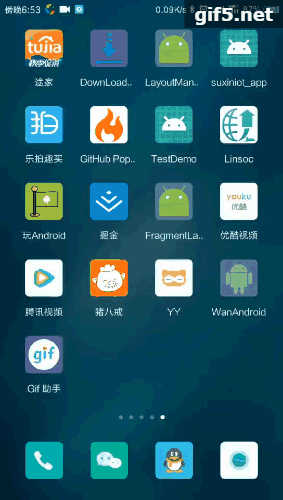 傍晚6:53
0.09K/s
87%
gif5.net
tujia
途家
DownLoad..
LayoutMan..
suxiniot_app
拍
乐拍趣买
GitHub Pop..
TestDemo
Linsoc
玩Android
掘金
FragmentLa..
youku
优酷
优酷视频
腾讯视频
猪八戒
YY
WanAndroid
gif
Gif 助手